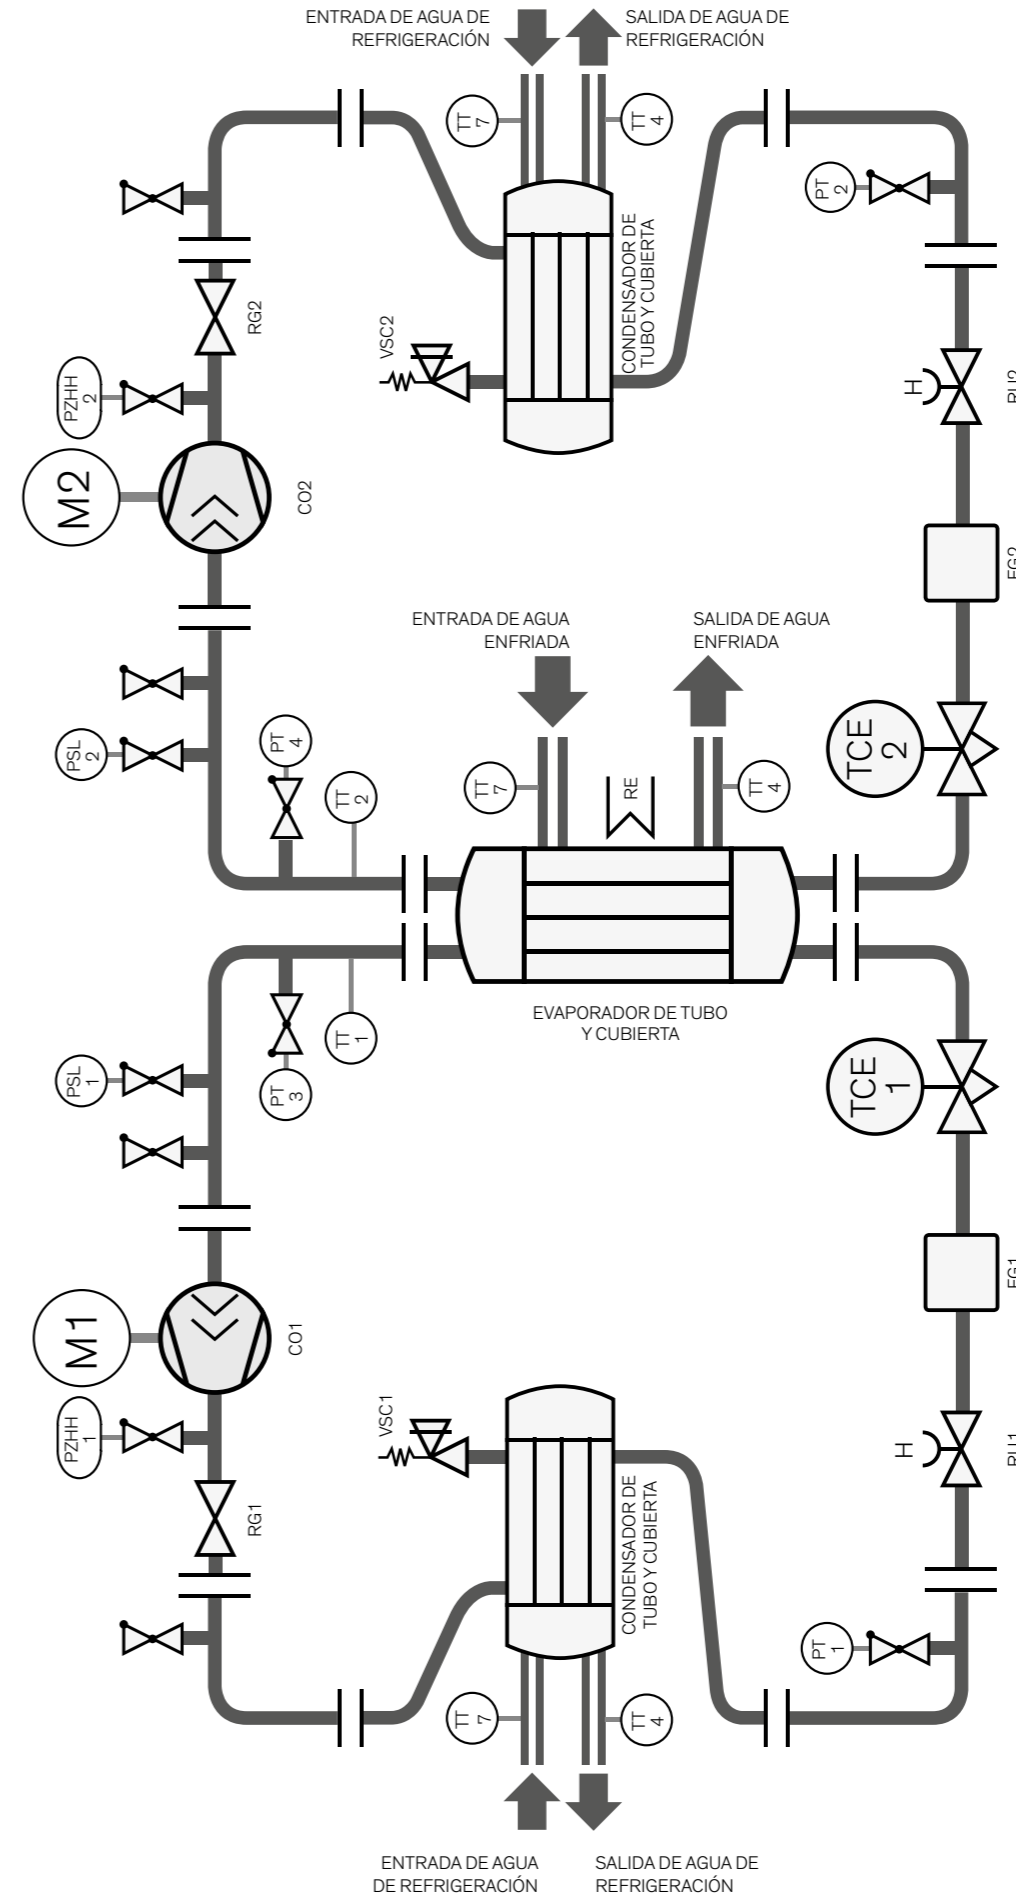 ENTRADA DE AGUA DE
REFRIGERACIÓN
SALIDA DE AGUA DE
REFRIGERACIÓN
TT
7
TT
4
PT
2
RG2
VSC2
CONDENSADOR DE
TUBO Y CUBIERTA
PZHH
2
H
M2
CO2
ENTRADA DE AGUA
ENFRIADA
SALIDA DE AGUA
ENFRIADA
PSL
2
PT
4
TT
2
TT
7
RE
TT
4
TCE
2
EVAPORADOR DE TUBO
Y CUBIERTA
PSL
1
PT
3
TT
1
TCE
1
M1
CO1
PZHH
1
VSC1
H
RG1
CONDENSADOR DE
TUBO Y CUBIERTA
PT
1
TT
7
TT
4
ENTRADA DE AGUA
DE REFRIGERACIÓN
SALIDA DE AGUA DE
REFRIGERACIÓN